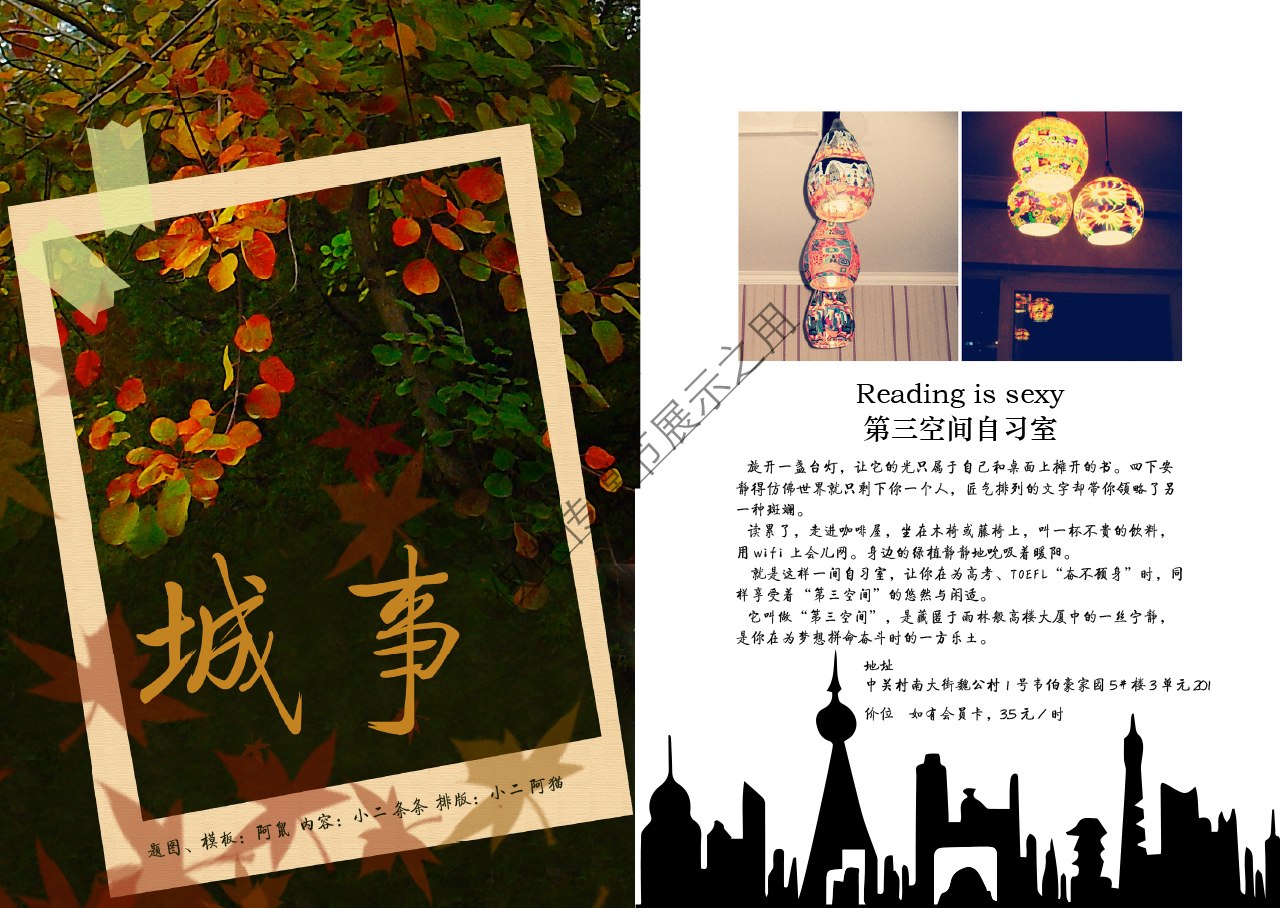 城事
题图、模板：阿鼠 内容：小二 条条 排版：小二 阿猫
Reading is sexy
第三空间自习室
旋开一盏台灯，让它的光只属于自己和桌面上摊开的书。四下安
静得仿佛世界就只剩下你一个人，匠气排列的文字却带你领略了另
一种斑斓。
读累了，走进咖啡屋，坐在木椅或藤椅上，叫一杯不贵的饮料，
用wifi上会儿网。身边的绿植静静地吮吸着暖阳。
就是这样一间自习室，让你在为高考、TOEFL“奋不顾身”时，同
样享受着“第三空间”的悠然与闲适。
它叫做“第三空间”，是藏匿于雨林般高楼大厦中的一丝宁静，
是你在为梦想拼命奋斗时的一方乐土。
地址
中关村南大街魏公村1号韦伯豪家园5#楼3单元201
价位 如有会员卡，35元/时
书展示之用